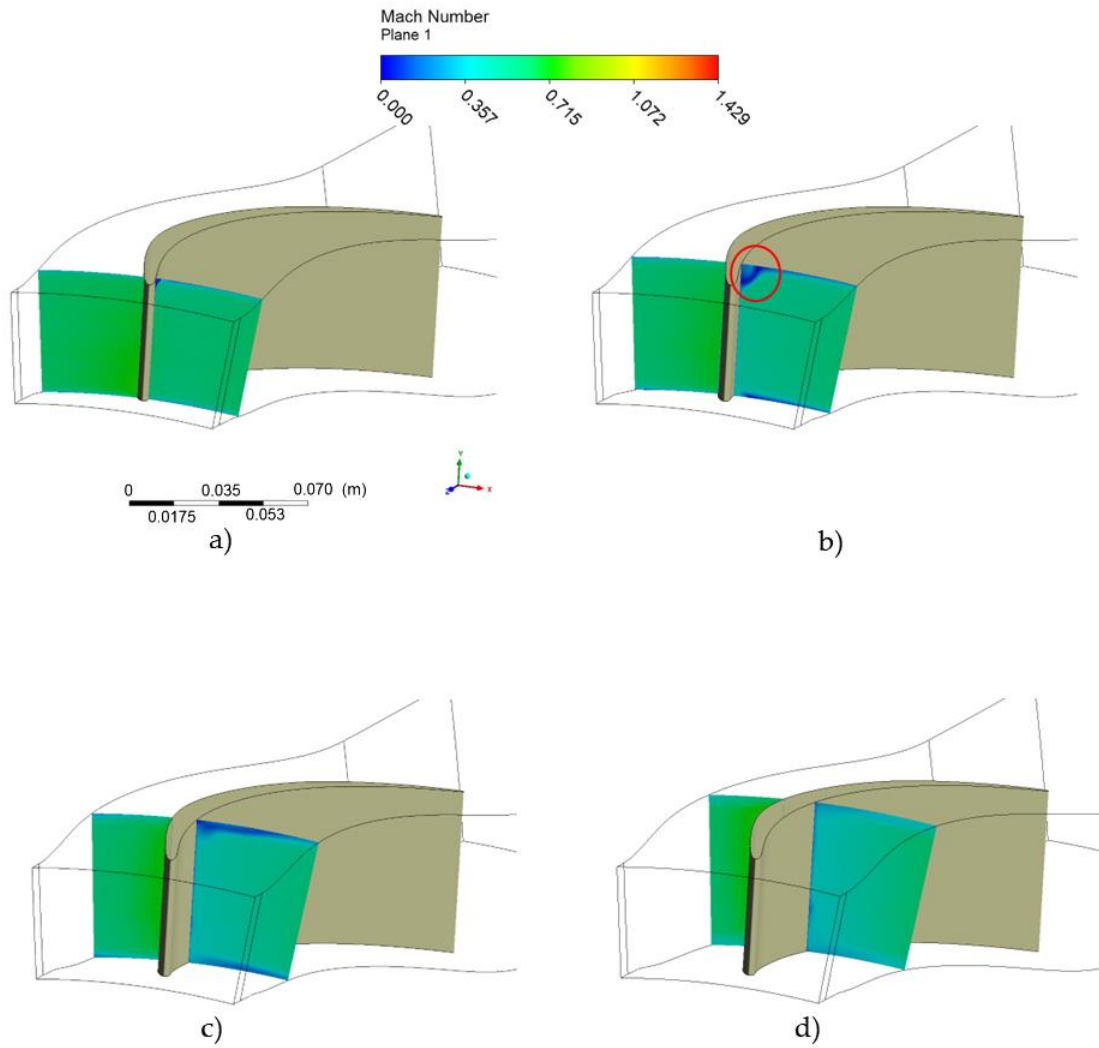 Mach Number
Plane 1
0.000
0.357
0.715
1.072
1.429
0 0.035 0.070 (m)
0.0175 0.053
Y
Z
X
a)
b)
c)
d)